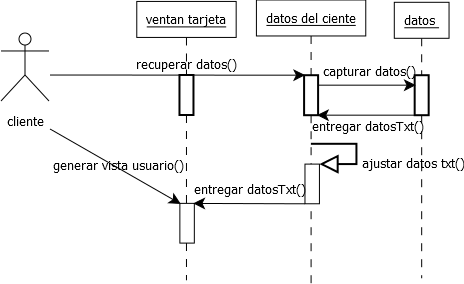 ventan tarjeta
datos del ciente
datos
recuperar datos()
capturar datos()
cliente
entregar datosTxt()
generar vista usuario()
ajustar datos txt()
entregar datosTxt()